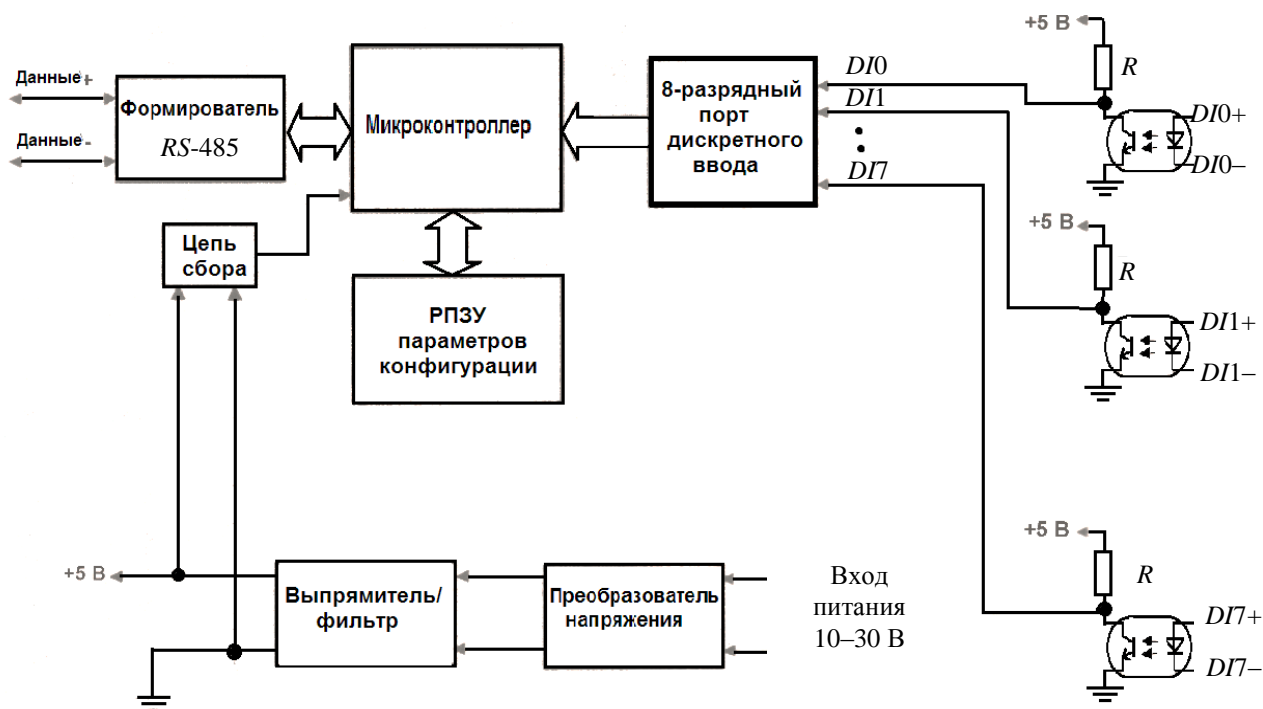 Данные+
Данные-
Формирователь
RS-485
Микроконтроллер
8-разрядный
порт
дискретного
ввода
DI0
DI1
DI7
+5 В
R
DI0+
DI0–
Цепь
сбора
РПЗУ
параметров
конфигурации
+5 В
R
DI1+
DI1–
+5 В
Выпрямитель/
фильтр
Преобразователь
напряжения
Вход
питания
10–30 В
+5 В
R
DI7+
DI7–